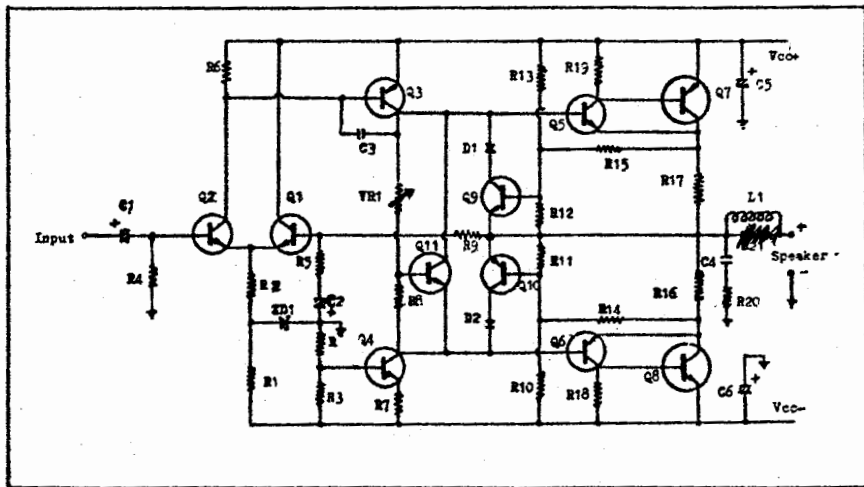 R6
Q3
R13
R19
Q7
Vcc+
C5
Q5
C3
D1
R15
VR1
Q9
R17
L1
C1
Q2
Q1
R12
Input
R9
+
Speaker
-
R5
Q11
R11
C4
R4
R8
Q10
R16
R20
C2
ZD1
R14
D2
R
Q4
Q6
R1
R3
R7
R10
R18
Q8
C6
Vcc-